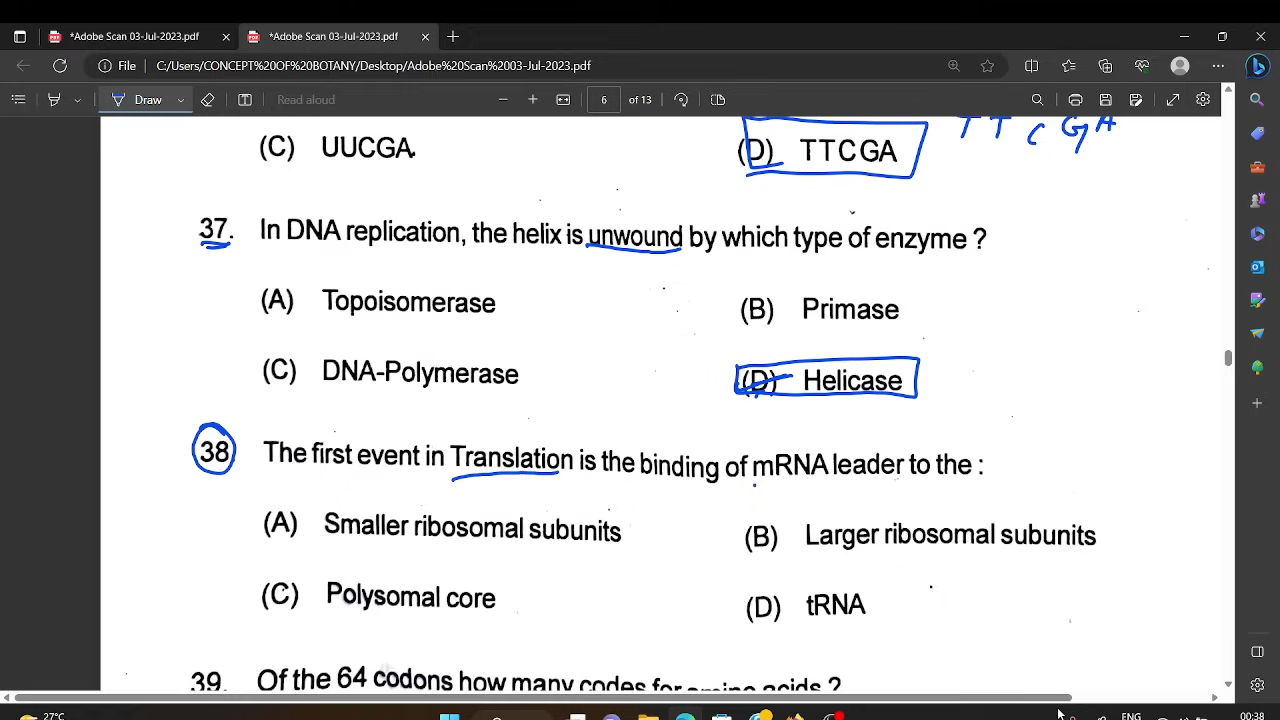 *Adobe Scan 03-Jul-2023.pdf
*Adobe Scan 03-Jul-2023.pdf
File C:/Users/CONCEPT%20OF%20BOTANY/Desktop/Adobe%20Scan%2003-Jul-2023.pdf
Draw Read aloud 6 of 13
T T C G A
(C) UUCGA.
(D) TTCGA
37. In DNA replication, the helix is unwound by which type of enzyme ?
(A) Topoisomerase
(B) Primase
(C) DNA-Polymerase
(D) Helicase
38 The first event in Translation is the binding of mRNA leader to the :
(A) Smaller ribosomal subunits
(B) Larger ribosomal subunits
(C) Polysomal core
(D) tRNA
39. Of the 64 codons how many codes for amino acids ?
27°C ENG 00:38